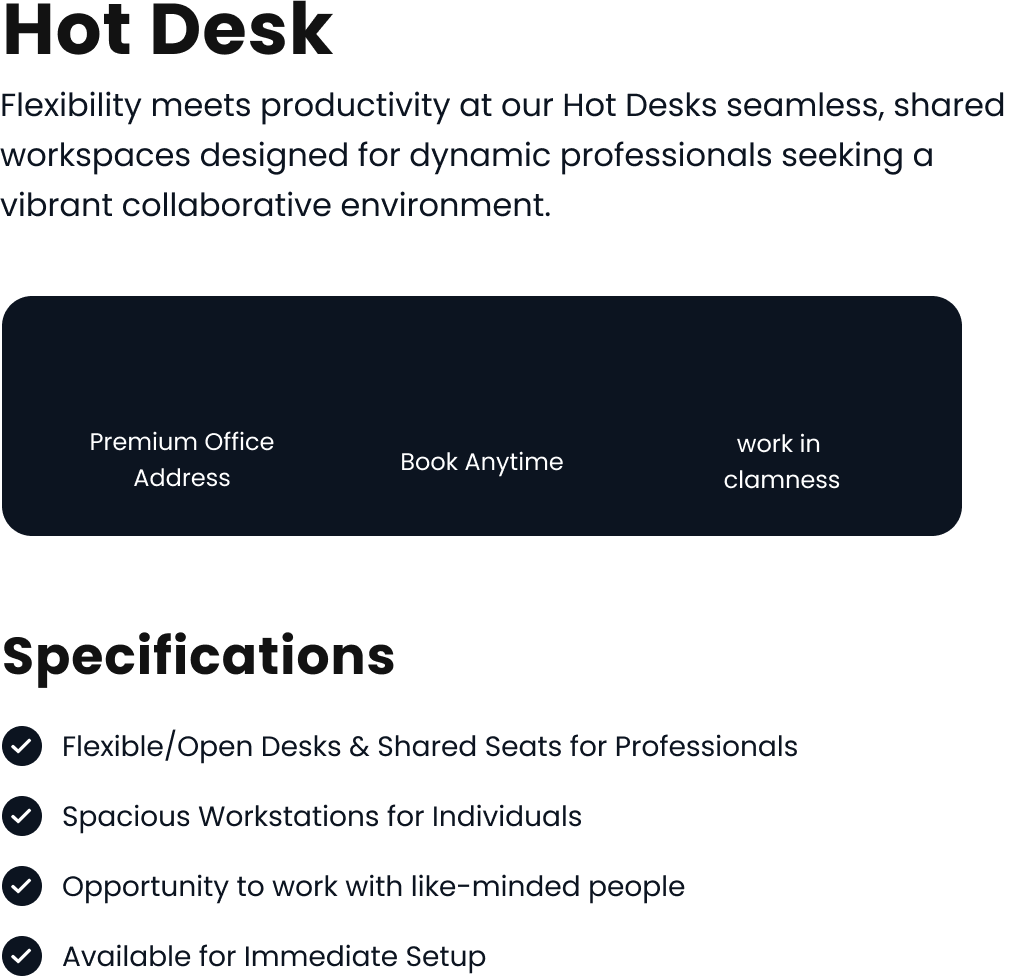 Hot Desk
Flexibility meets productivity at our Hot Desks seamless, shared
workspaces designed for dynamic professionals seeking a
vibrant collaborative environment.
Premium Office
Address
Book Anytime
work in
clamness
Specifications
Flexible/Open Desks & Shared Seats for Professionals
Spacious Workstations for Individuals
Opportunity to work with like-minded people
Available for Immediate Setup